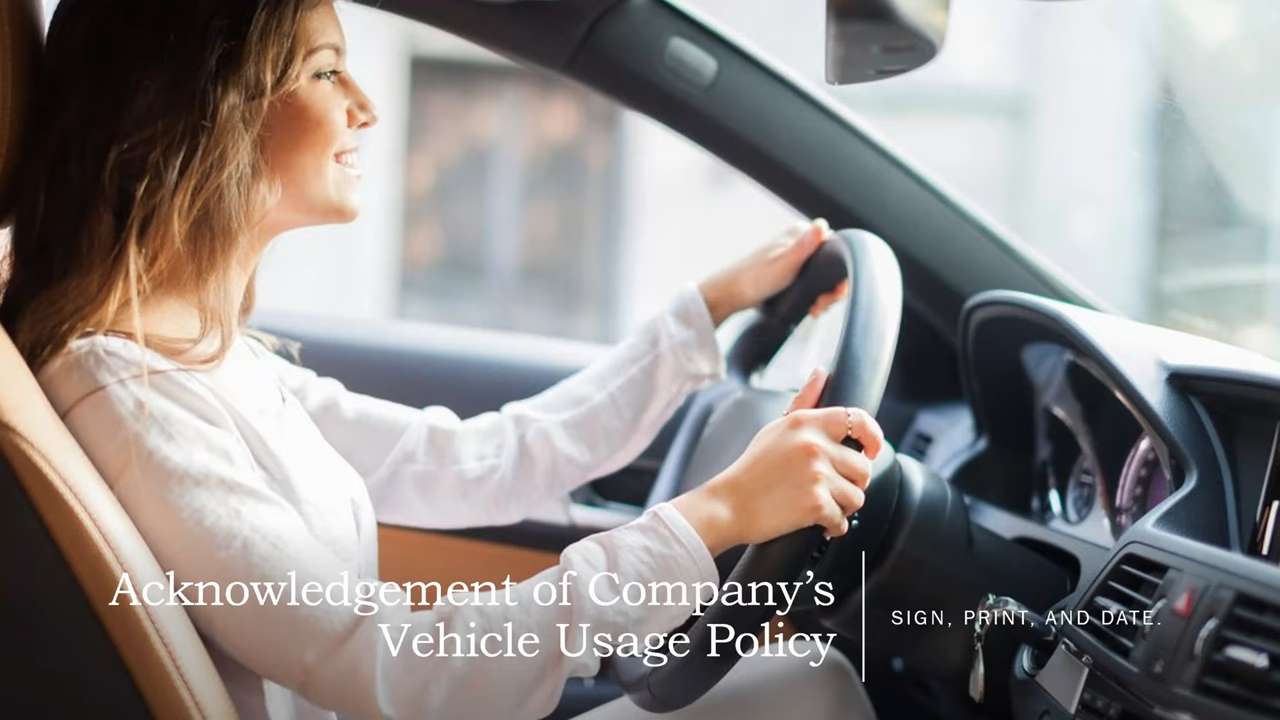 Acknowledgement of Company’s
Vehicle Usage Policy
SIGN, PRINT, AND DATE.